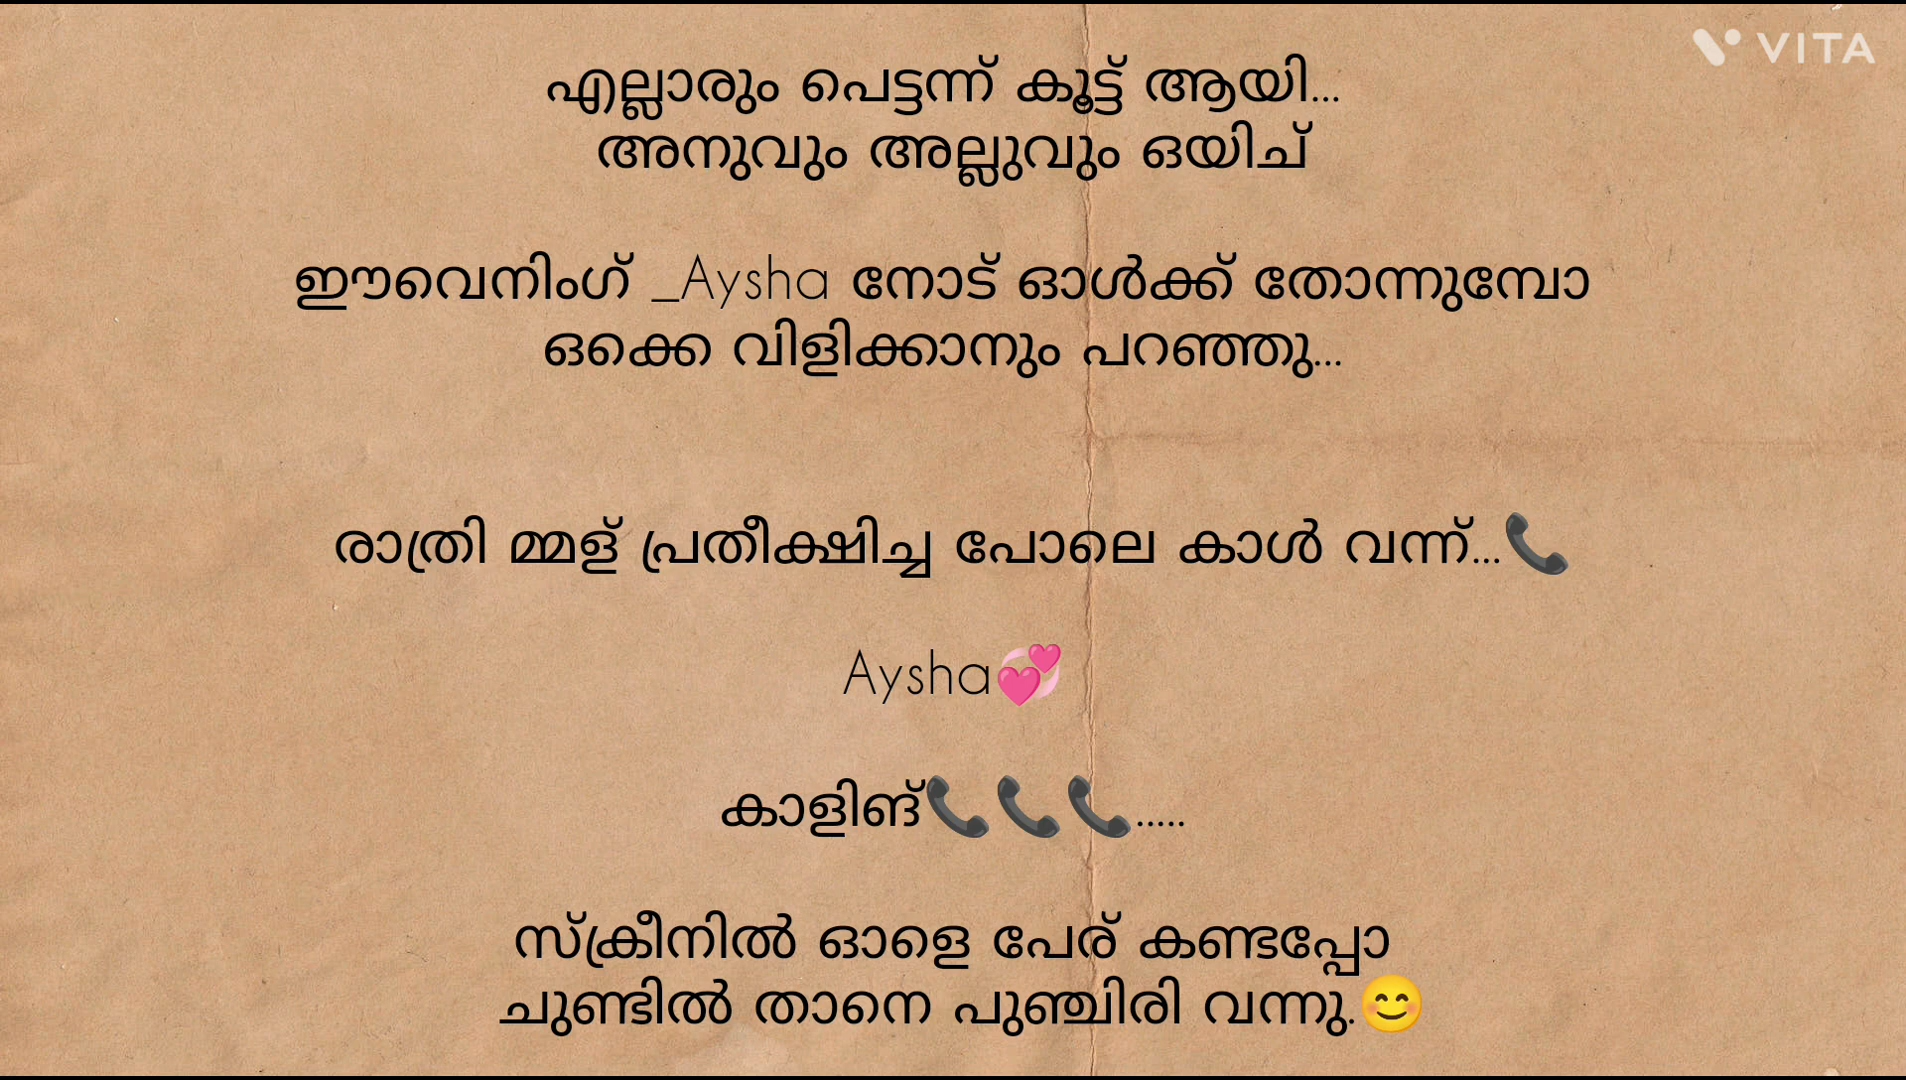 VITA
എല്ലാരും പെട്ടന്ന് കൂട്ട് ആയി...
അനുവും അല്ലുവും ഒയിച്
ഈവെനിംഗ് _Aysha നോട് ഓൾക്ക് തോന്നുമ്പോ
ഒക്കെ വിളിക്കാനും പറഞ്ഞു...
രാത്രി മ്മള് പ്രതീക്ഷിച്ച പോലെ കാൾ വന്ന്...📞
Aysha💞
കാളിങ്📞📞📞.....
സ്ക്രീനിൽ ഓളെ പേര് കണ്ടപ്പോ
ചുണ്ടിൽ താനെ പുഞ്ചിരി വന്നു.😊